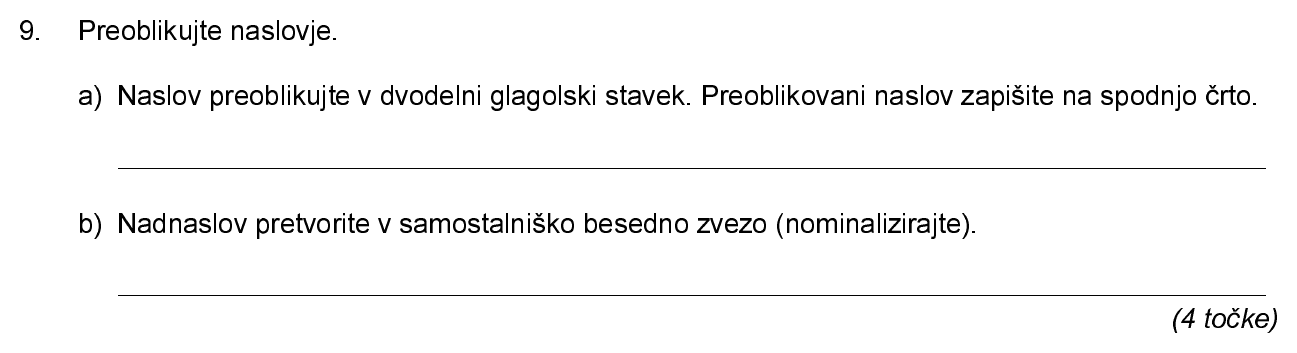 9. Preoblikujte naslovje.
a) Naslov preoblikujte v dvodelni glagolski stavek. Preoblikovani naslov zapišite na spodnjo črto.
b) Nadnaslov pretvorite v samostalniško besedno zvezo (nominalizirajte).
(4 točke)